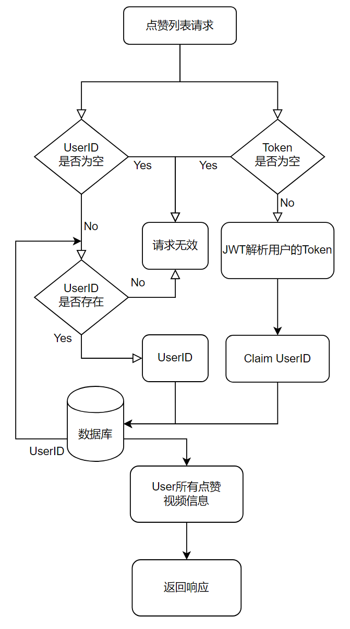 点赞列表请求
UserID
是否为空
Token
是否为空
Yes
Yes
No
No
请求无效
JWT解析用户的Token
UserID
是否存在
No
Yes
UserID
Claim UserID
数据库
UserID
User所有点赞
视频信息
返回响应